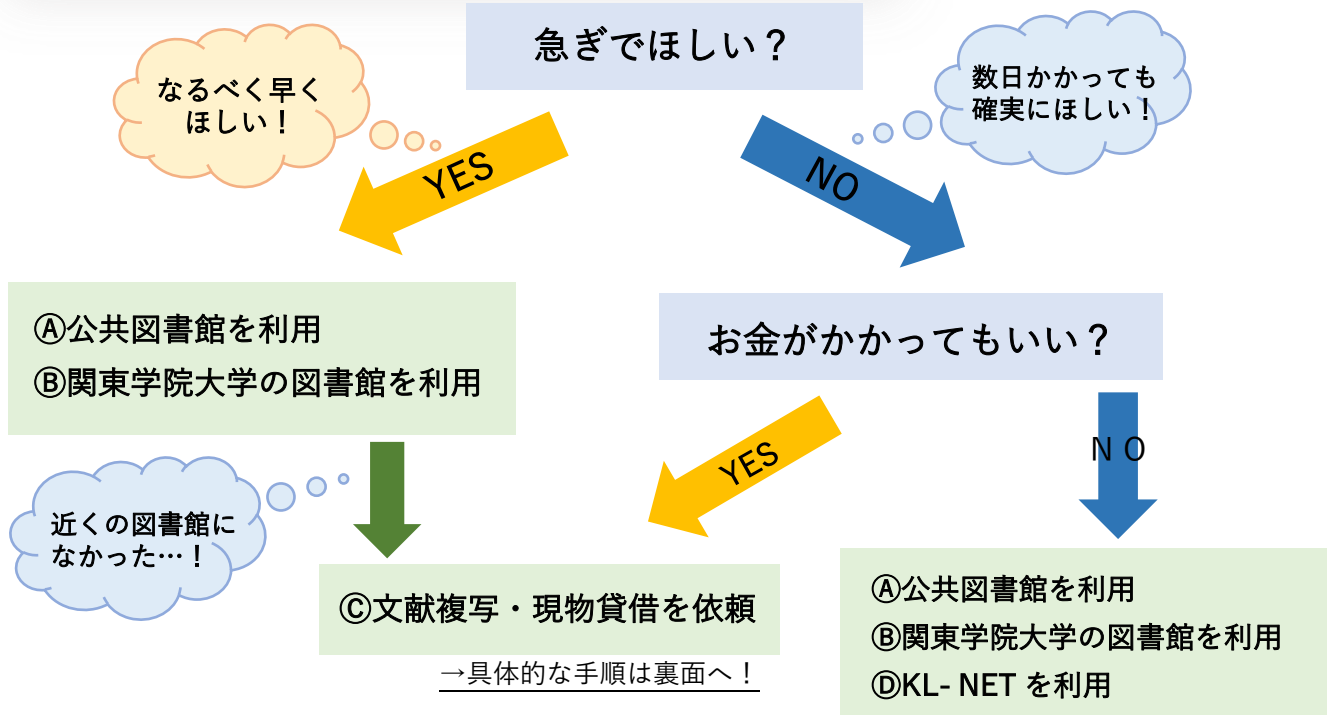 急ぎでほしい？
なるべく早く
ほしい！
数日かかっても
確実にほしい！
YES
NO
Ⓐ公共図書館を利用
Ⓑ関東学院大学の図書館を利用
お金がかかってもいい？
YES
ＮＯ
近くの図書館に
なかった…！
Ⓒ文献複写・現物貸借を依頼
→具体的な手順は裏面へ！
Ⓐ公共図書館を利用
Ⓑ関東学院大学の図書館を利用
ⒹKL- NET を利用